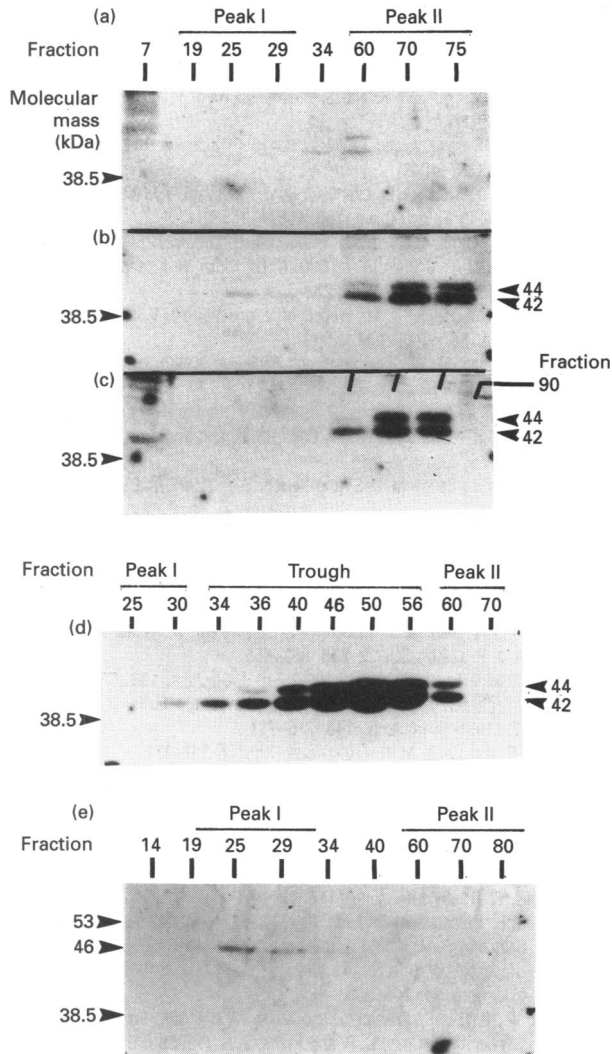 (a) Peak I Peak II
Fraction 7 19 25 29 34 60 70 75
Molecular
mass
(kDa)
38.5
(b)
44
42
38.5
(c)
Fraction
90
44
42
38.5
Fraction Peak I Trough Peak II
25 30 34 36 40 46 50 56 60 70
(d)
44
42
38.5
(e) Peak I Peak II
Fraction 14 19 25 29 34 40 60 70 80
53
46
38.5